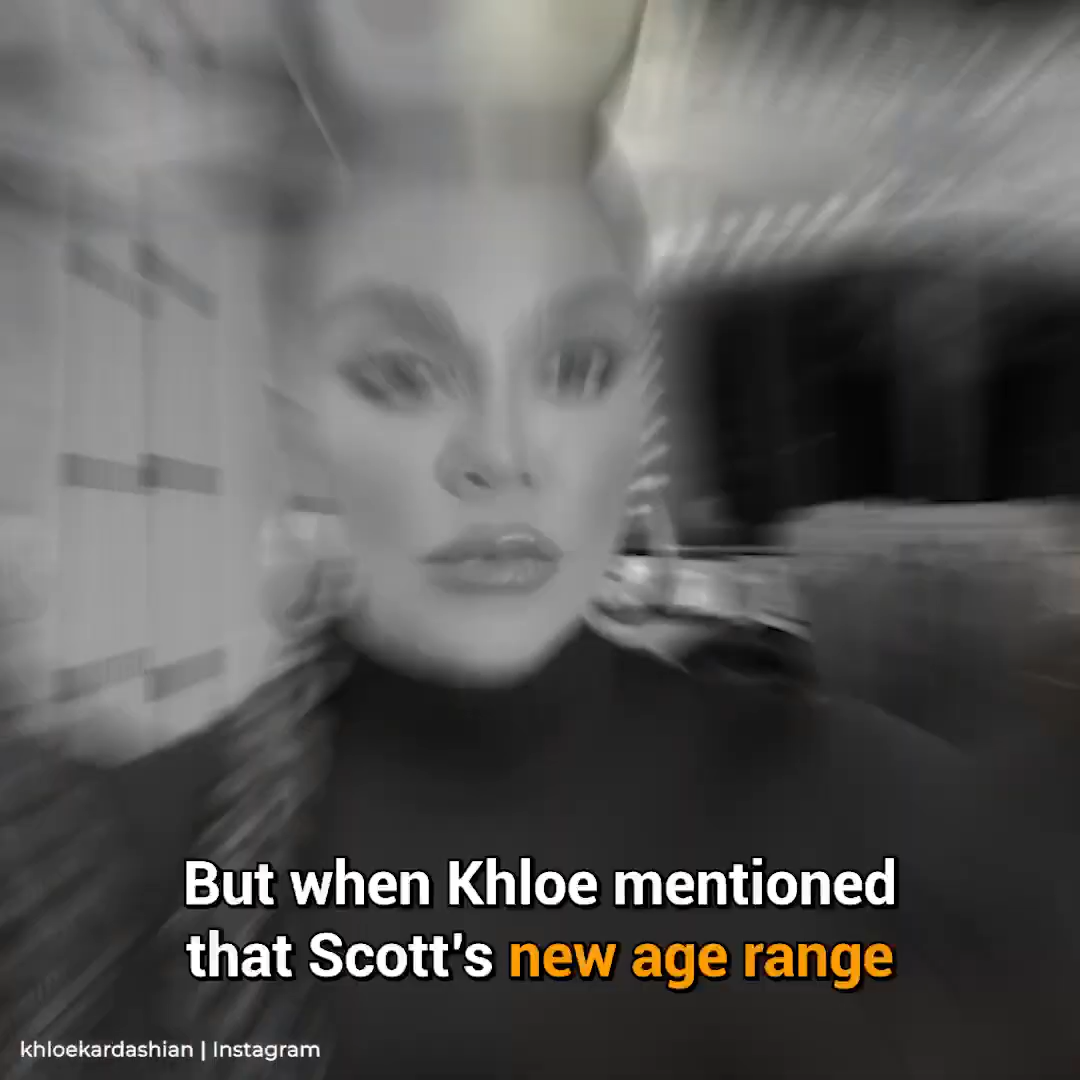 But when Khloe mentioned
that Scott's new age range
khloekardashian | Instagram